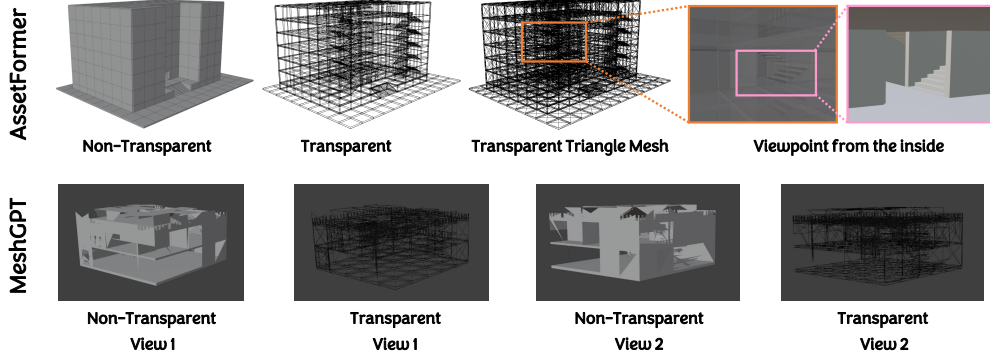 AssetFormer
Non-Transparent
Transparent
Transparent Triangle Mesh
Viewpoint from the inside
MeshGPT
Non-Transparent
View 1
Transparent
View 1
Non-Transparent
View 2
Transparent
View 2